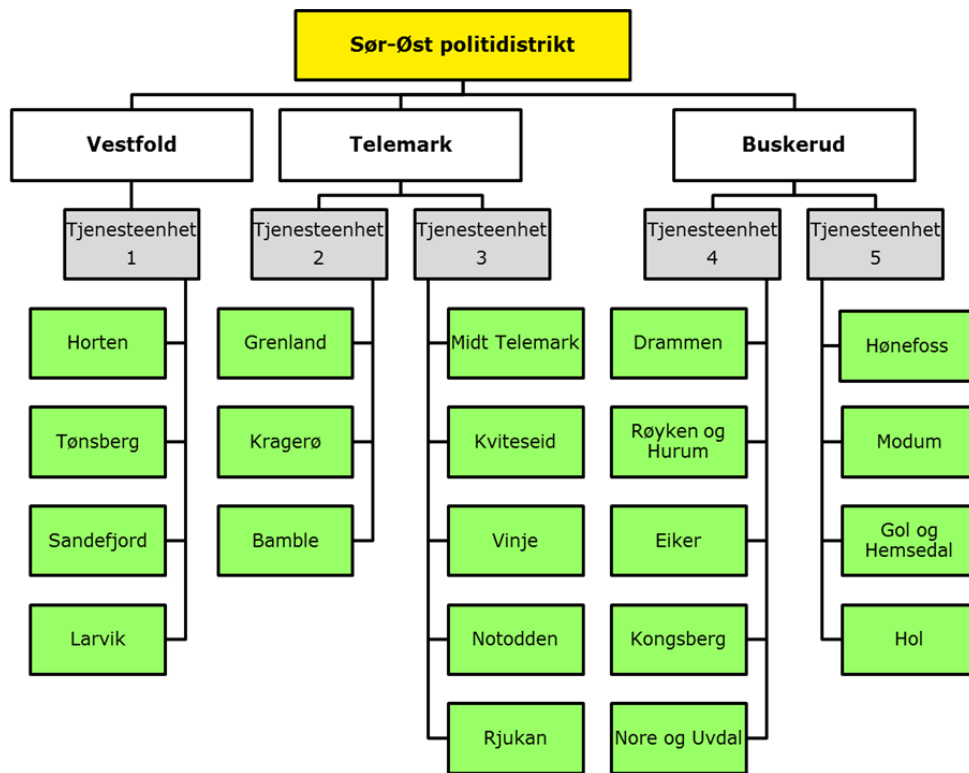 Sør-Øst politidistrikt
Vestfold
Telemark
Buskerud
Tjenesteenhet
1
Tjenesteenhet
2
Tjenesteenhet
3
Tjenesteenhet
4
Tjenesteenhet
5
Horten
Tønsberg
Sandefjord
Larvik
Grenland
Kragerø
Bamble
Midt Telemark
Kviteseid
Vinje
Notodden
Rjukan
Drammen
Røyken og
Hurum
Eiker
Kongsberg
Nore og Uvdal
Hønefoss
Modum
Gol og
Hemsedal
Hol